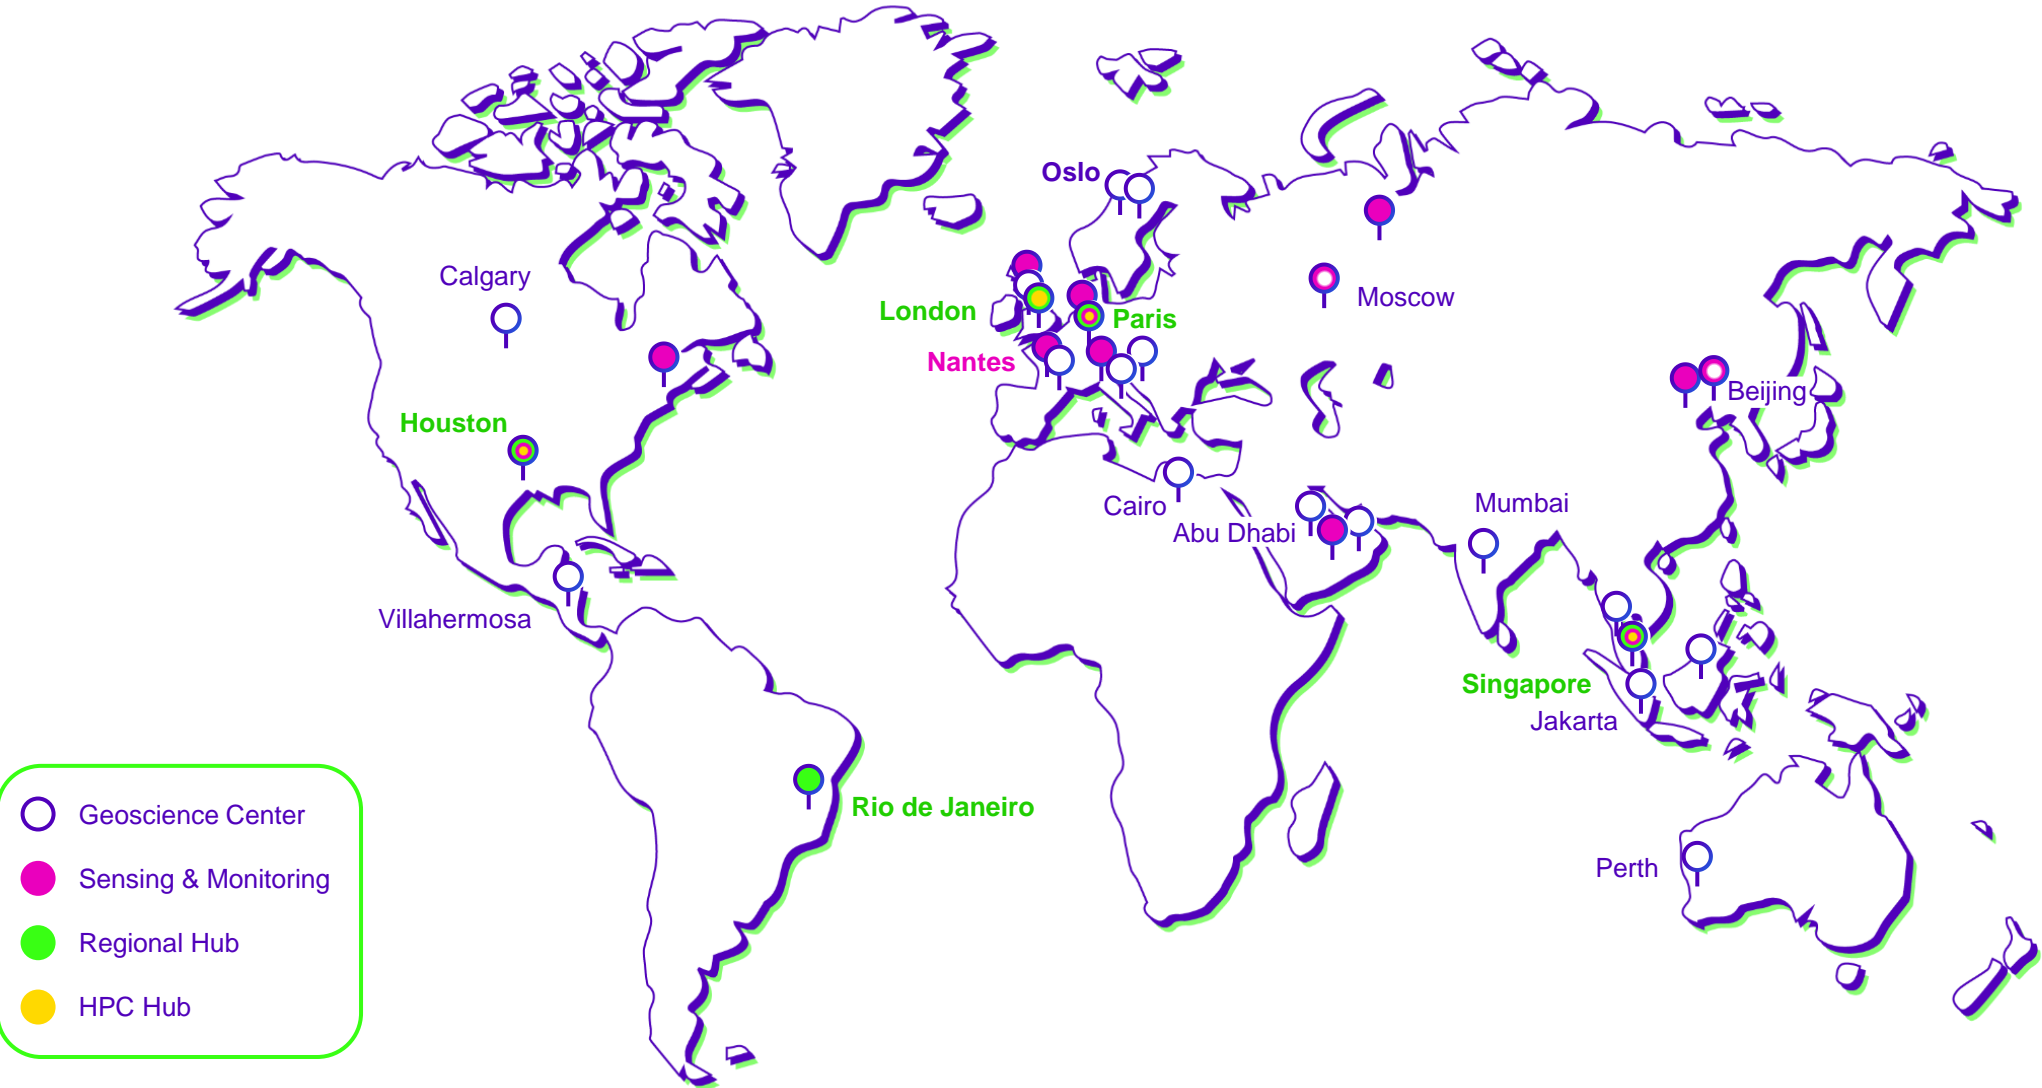 Oslo
Calgary
Moscow
London
Paris
Nantes
Beijing
Houston
Cairo
Mumbai
Abu Dhabi
Villahermosa
Singapore
Jakarta
Rio de Janeiro
Perth
Geoscience Center
Sensing & Monitoring
Regional Hub
HPC Hub